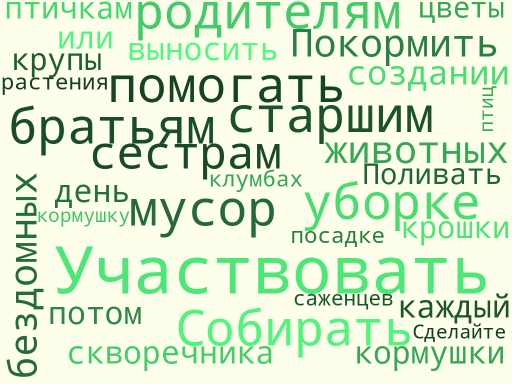 птичкам родителям цветы
или выносить Покормить
крупы создании
растения помогать птиц
братьям старшим
сестрам животных
клумбах Поливать
день
кормушку мусор уборке
бездомных посадке крошки
Участвовать
саженцев каждый
потом Собирать Сделайте
скворечника кормушки